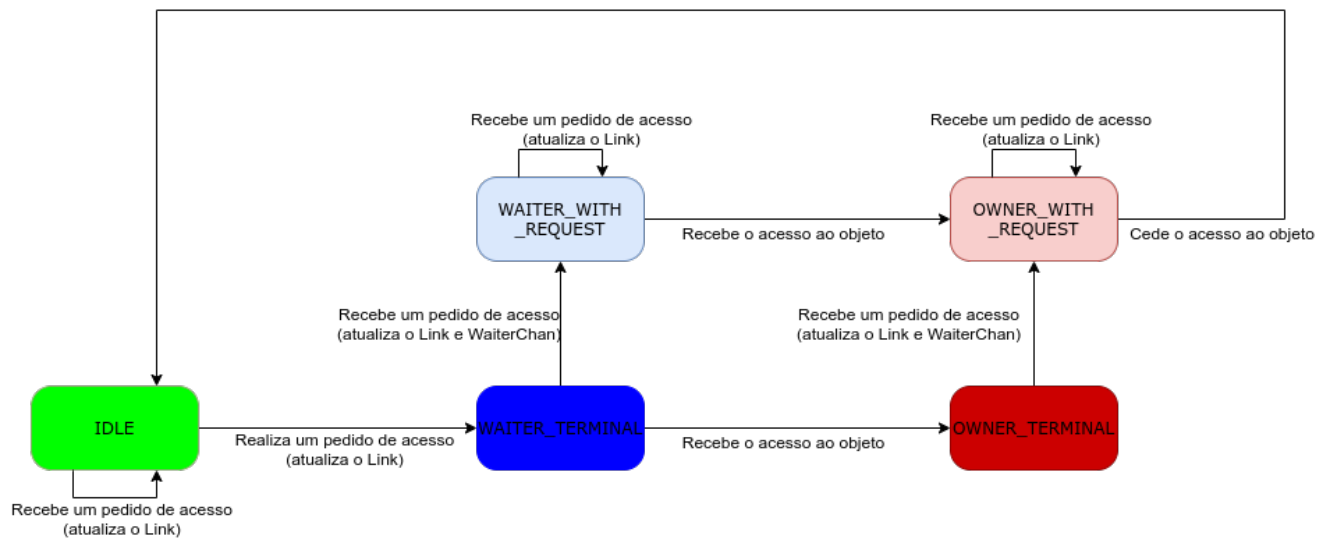 Recebe um pedido de acesso
(atualiza o Link)
Recebe um pedido de acesso
(atualiza o Link)
WAITER_WITH
_REQUEST
OWNER_WITH
_REQUEST
Recebe o acesso ao objeto
Cede o acesso ao objeto
Recebe um pedido de acesso
(atualiza o Link e WaiterChan)
Recebe um pedido de acesso
(atualiza o Link e WaiterChan)
IDLE
WAITER_TERMINAL
OWNER_TERMINAL
Realiza um pedido de acesso
(atualiza o Link)
Recebe o acesso ao objeto
Recebe um pedido de acesso
(atualiza o Link)